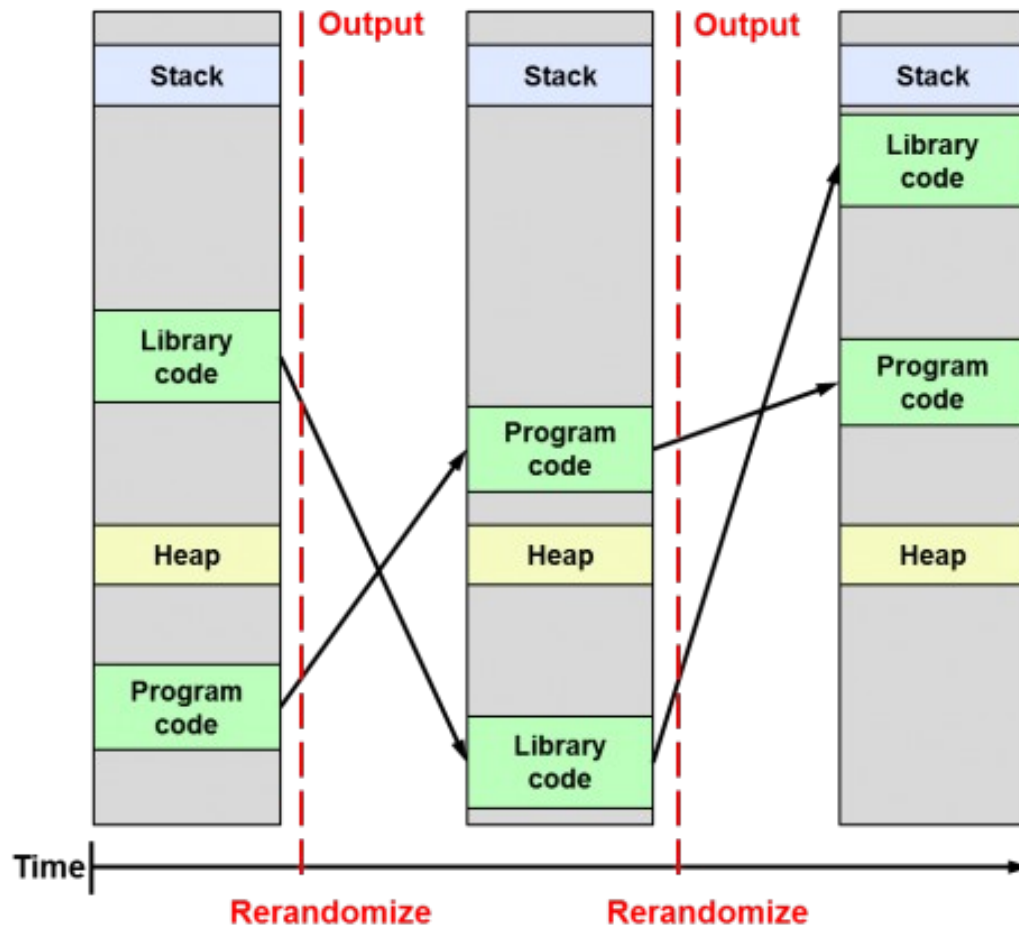 Output
Output
Stack
Stack
Stack
Library
code
Library
code
Program
code
Program
code
Heap
Heap
Heap
Program
code
Library
code
Time
Rerandomize
Rerandomize